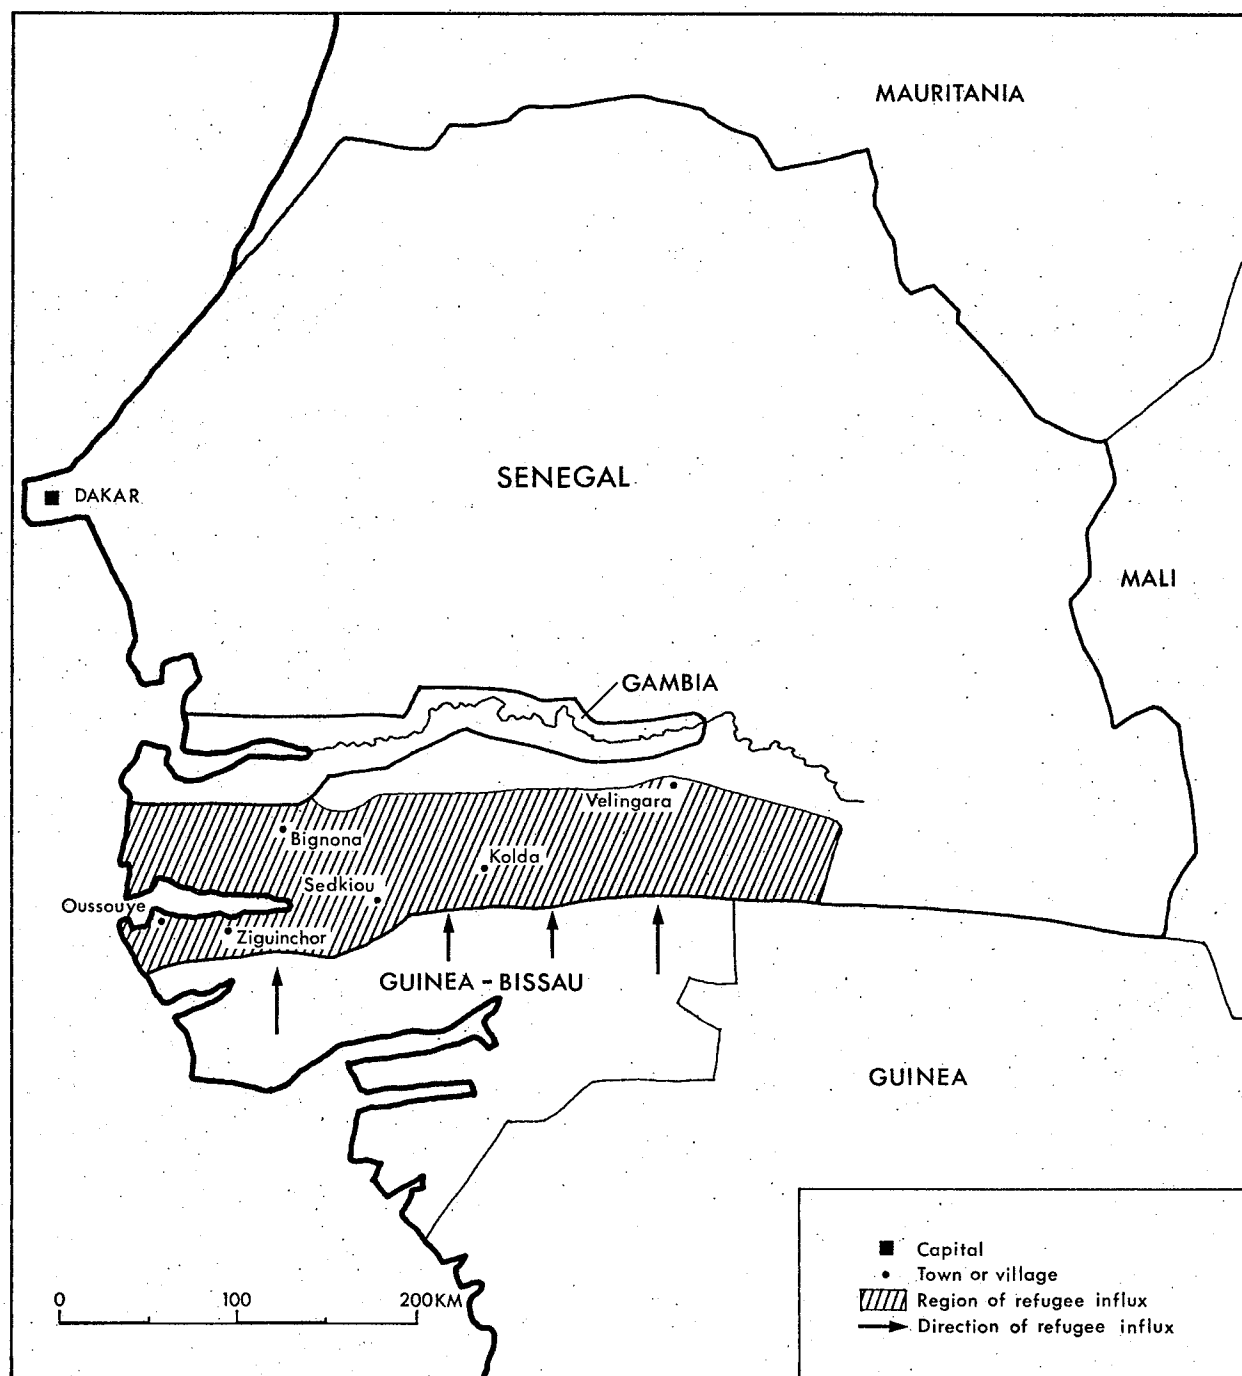 MAURITANIA
SENEGAL
DAKAR
MALI
GAMBIA
Velingara
Bignona
Kolda
Sedkiou
Oussouye
Ziguinchor
GUINEA - BISSAU
GUINEA
0 100 200KM
Capital
Town or village
Region of refugee influx
Direction of refugee influx